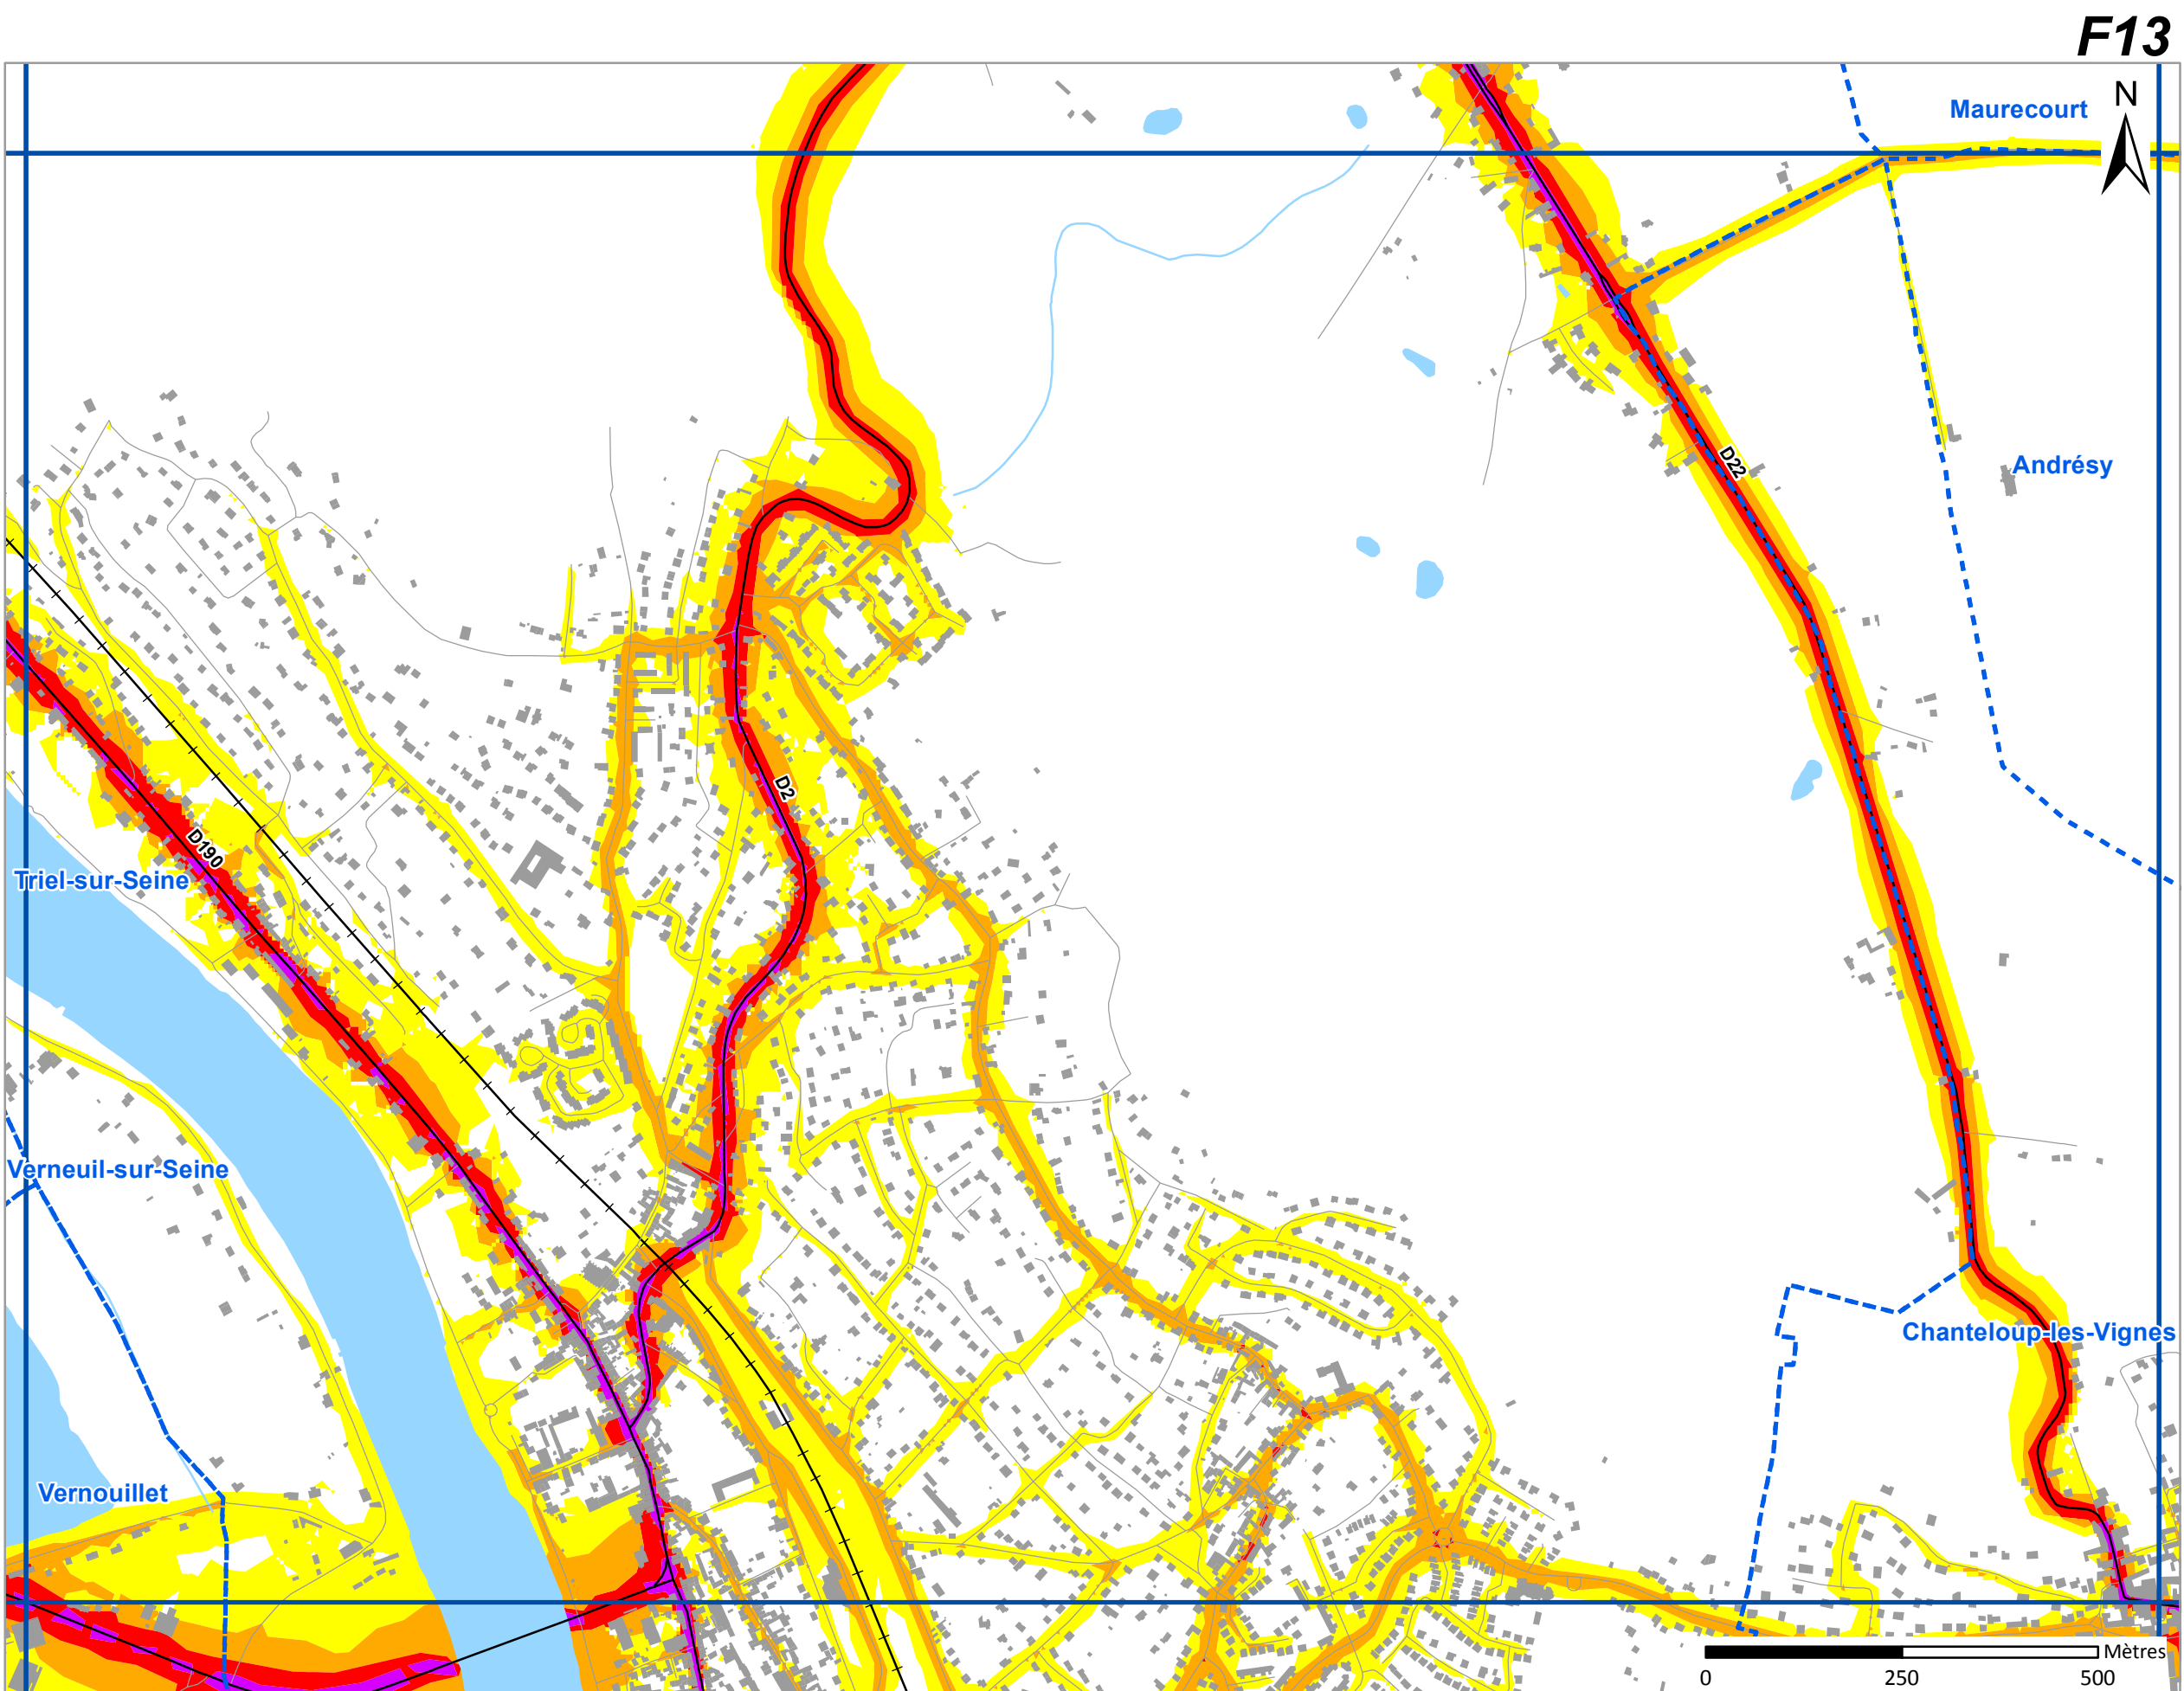 F13
N
Maurecourt
D22
Andrésy
D2
D190
Triel-sur-Seine
Verneuil-sur-Seine
Chanteloup-les-Vignes
Vernouillet
Mètres
0 250 500